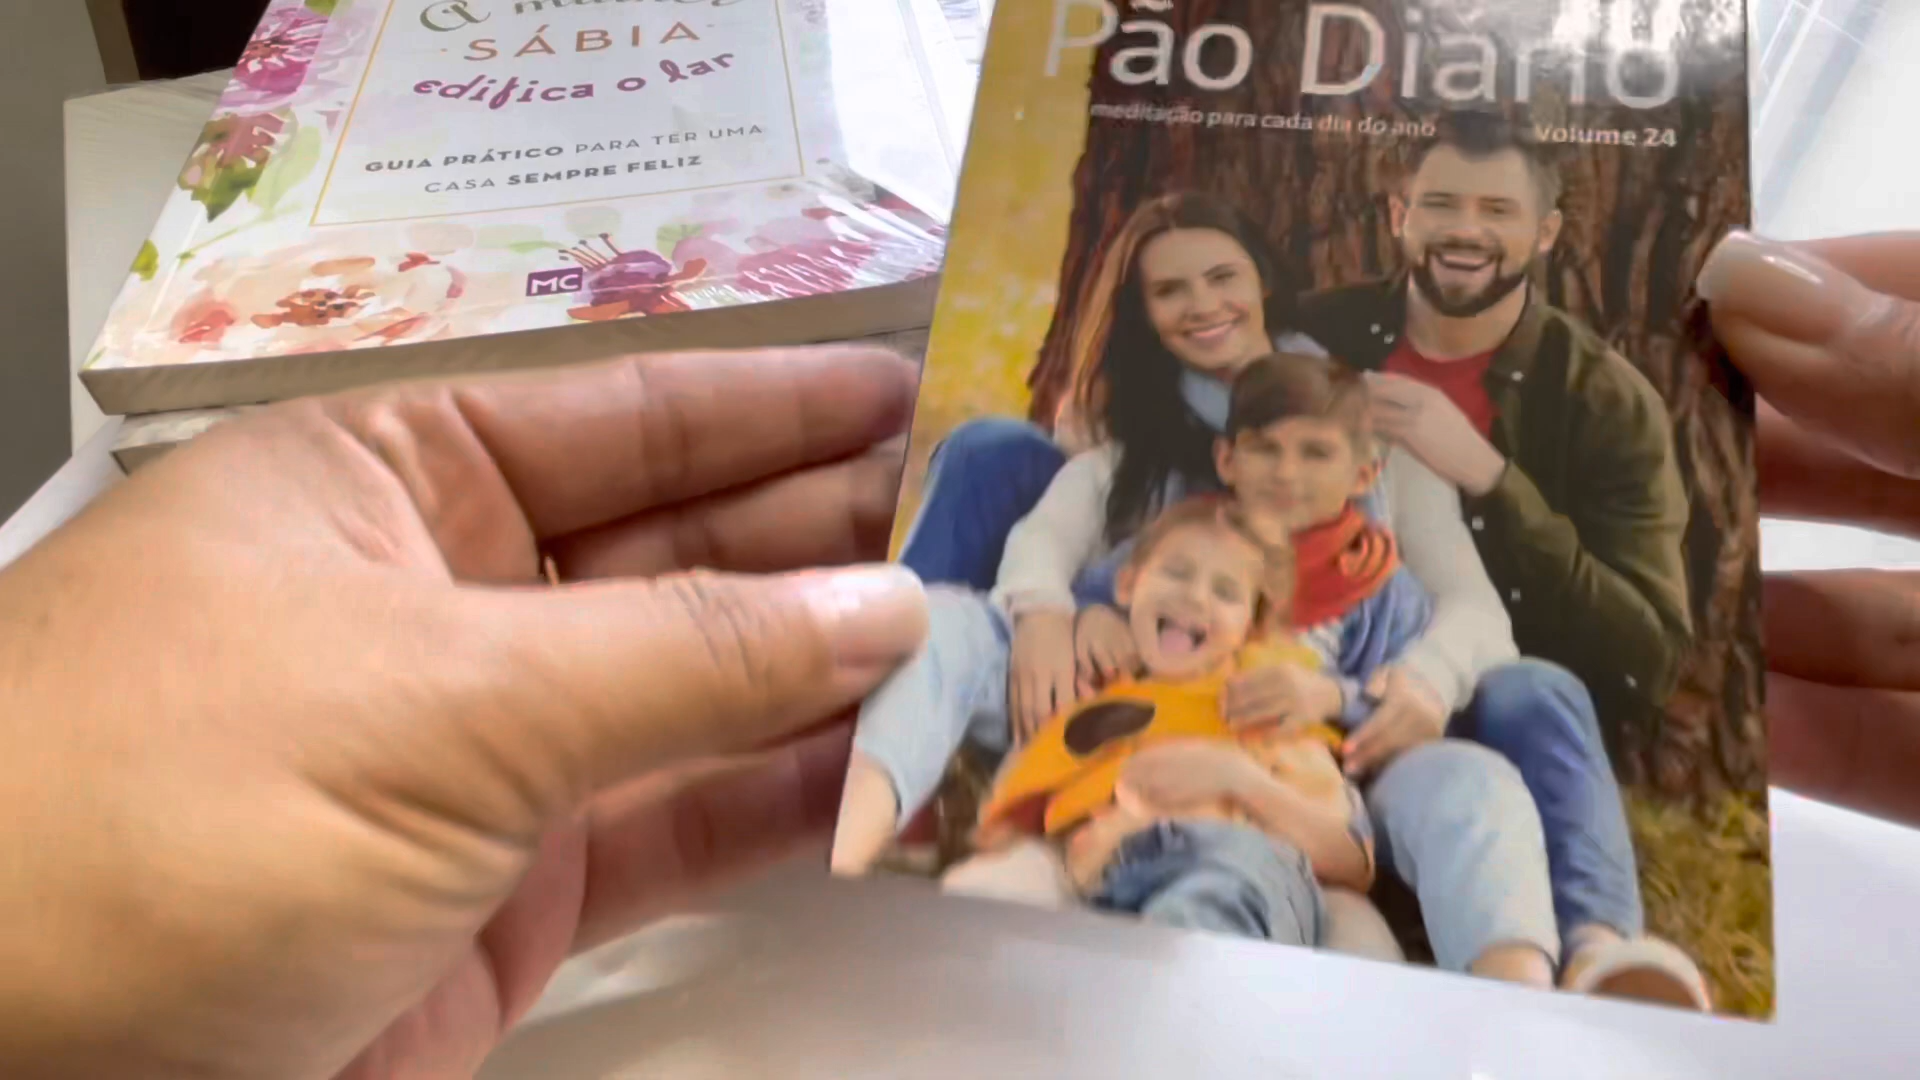 A mulher
SÁBIA
edifica o lar
GUIA PRÁTICO PARA TER UMA
CASA SEMPRE FELIZ
MC
Pão Diário
meditação para cada dia do ano
Volume 24